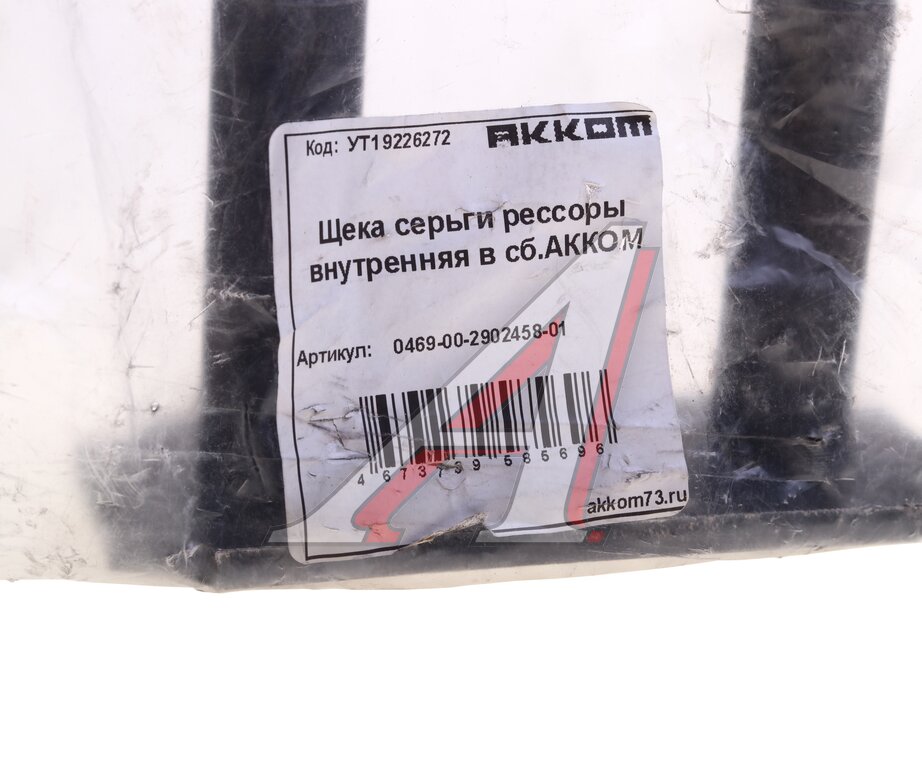 Код: УТ19226272
АККОМ
Щека серьги рессоры
внутренняя в сб.АККОМ
Артикул: 0469-00-2902458-01
4673739585696
akkom73.ru